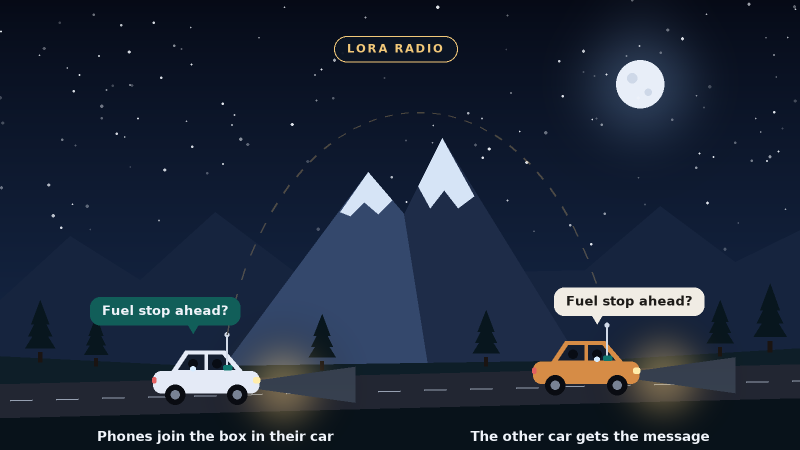 LORA RADIO
Fuel stop ahead?
Fuel stop ahead?
Phones join the box in their car
The other car gets the message